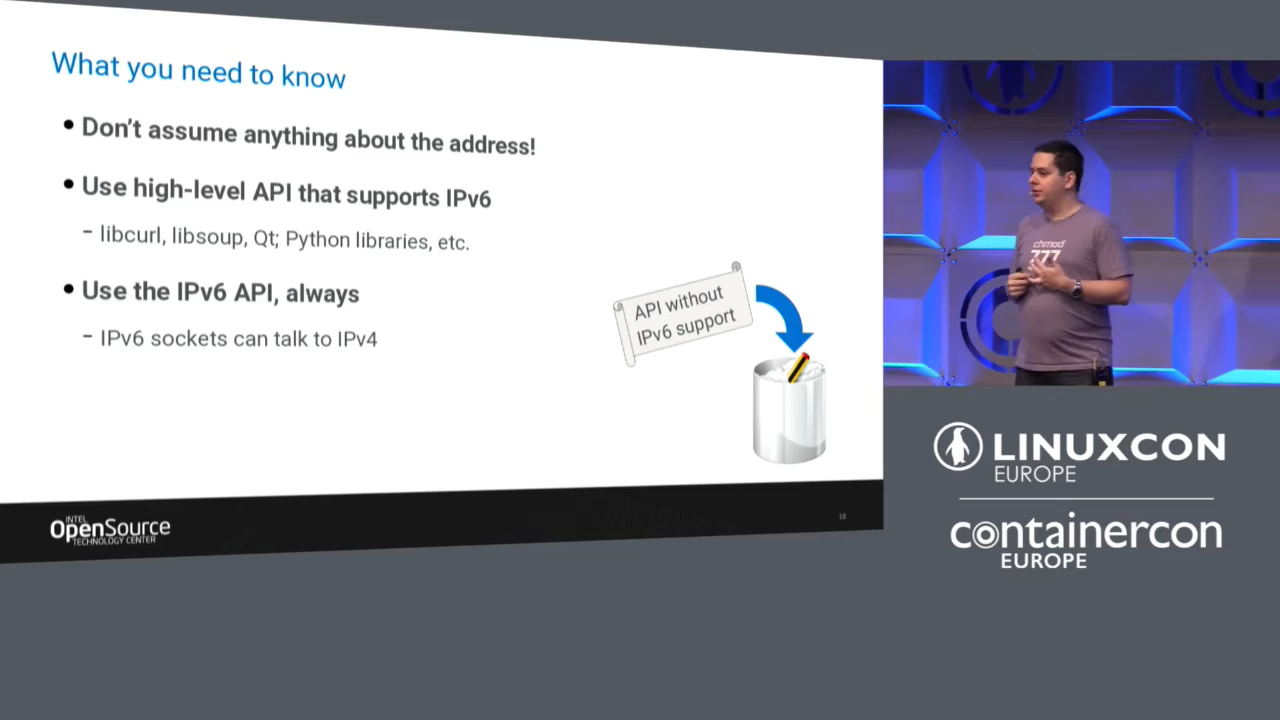 What you need to know
• Don't assume anything about the address!
• Use high-level API that supports IPv6
– libcurl, libsoup, Qt; Python libraries, etc.
• Use the IPv6 API, always
– IPv6 sockets can talk to IPv4
API without
IPv6 support
INTEL
OpenSource
TECHNOLOGY CENTER
18
chmod
777
LINUXCON
EUROPE
containercon
EUROPE